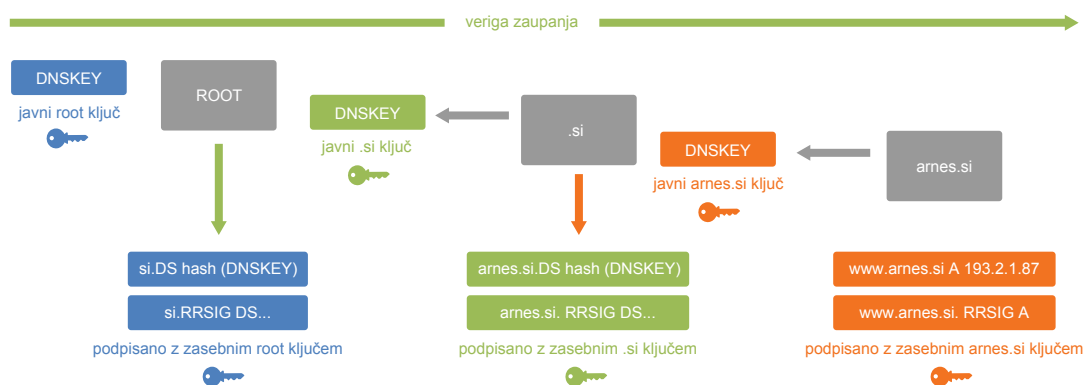 veriga zaupanja
DNSKEY
javni root ključ
ROOT
DNSKEY
javni .si ključ
.si
DNSKEY
javni arnes.si ključ
arnes.si
si.DS hash (DNSKEY)
si.RRSIG DS...
podpisano z zasebnim root ključem
arnes.si.DS hash (DNSKEY)
arnes.si. RRSIG DS...
podpisano z zasebnim .si ključem
www.arnes.si A 193.2.1.87
www.arnes.si. RRSIG A
podpisano z zasebnim arnes.si ključem